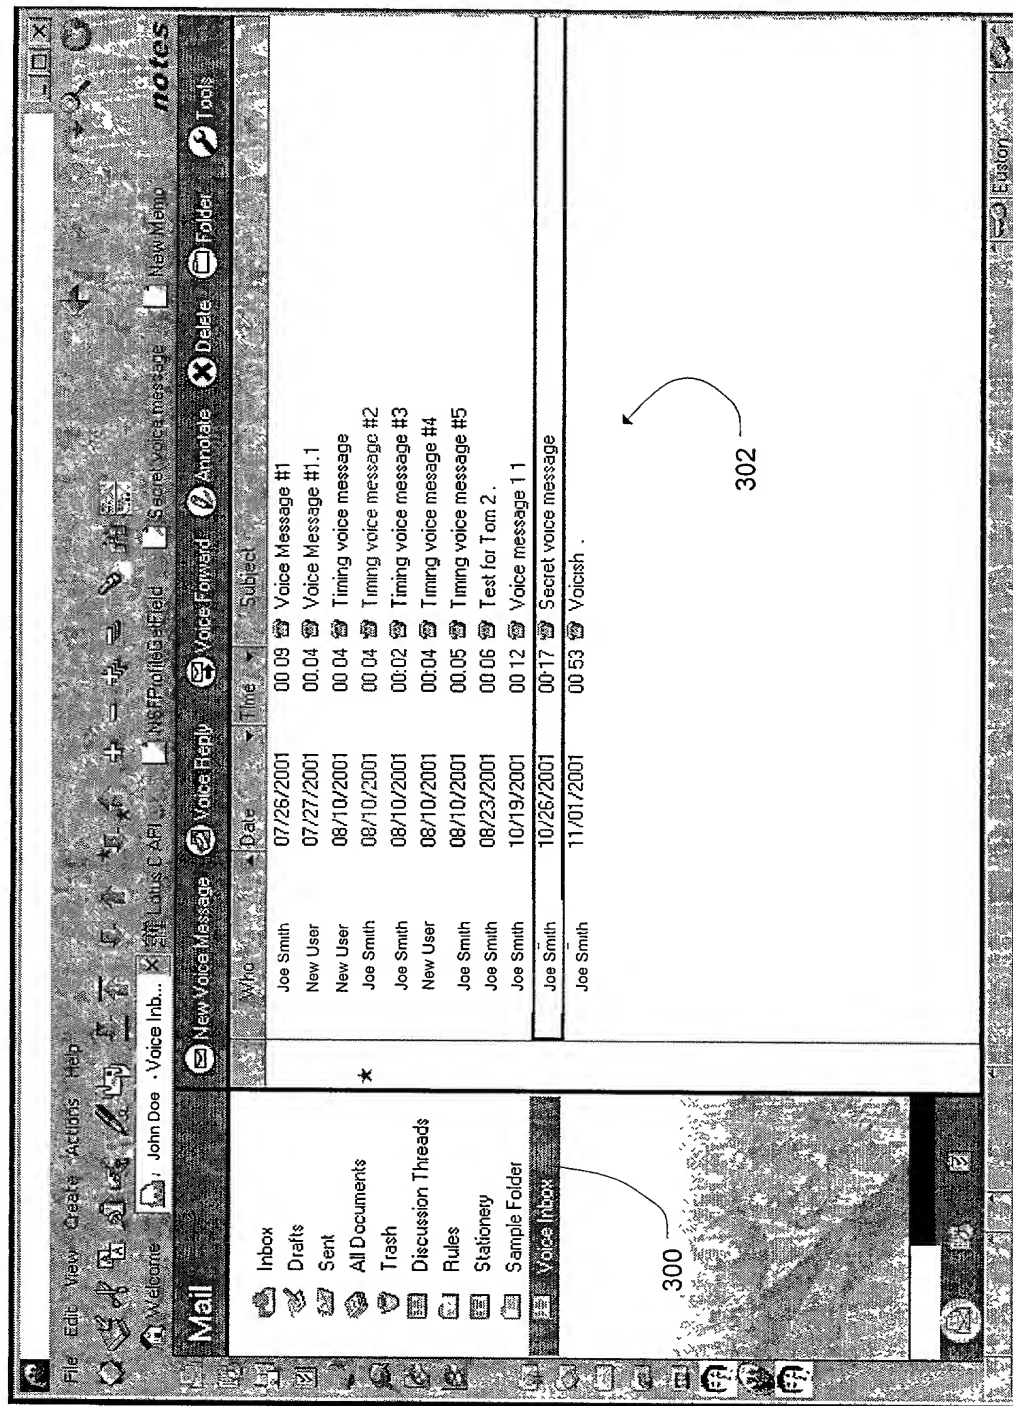 File Edit View Create Actions Help
Welcome John Doe - Voice Inb... Lotus C API NSFProfileGetField Secret voice message New Memo
notes
Mail
New Voice Message Voice Reply Voice Forward Annotate Delete Folder Tools
Inbox
Drafts
Sent
All Documents
Trash
Discussion Threads
Rules
Stationery
Sample Folder
Voice Inbox
300
Who Date Time Subject
Joe Smith 07/26/2001 00 09 Voice Message #1
New User 07/27/2001 00.04 Voice Message #1.1
New User 08/10/2001 00 04 Timing voice message
Joe Smith 08/10/2001 00 04 Timing voice message #2
Joe Smith 08/10/2001 00:02 Timing voice message #3
New User 08/10/2001 00:04 Timing voice mesage #4
Joe Smith 08/10/2001 00.05 Timing voice message #5
Joe Smith 08/23/2001 00 06 Test for Tom 2 .
Joe Smith 10/19/2001 00 12 Voice message 1 1
Joe Smith 10/26/2001 00:17 Secret voice message
Joe Smith 11/01/2001 00 53 Voicish .
302
Euston